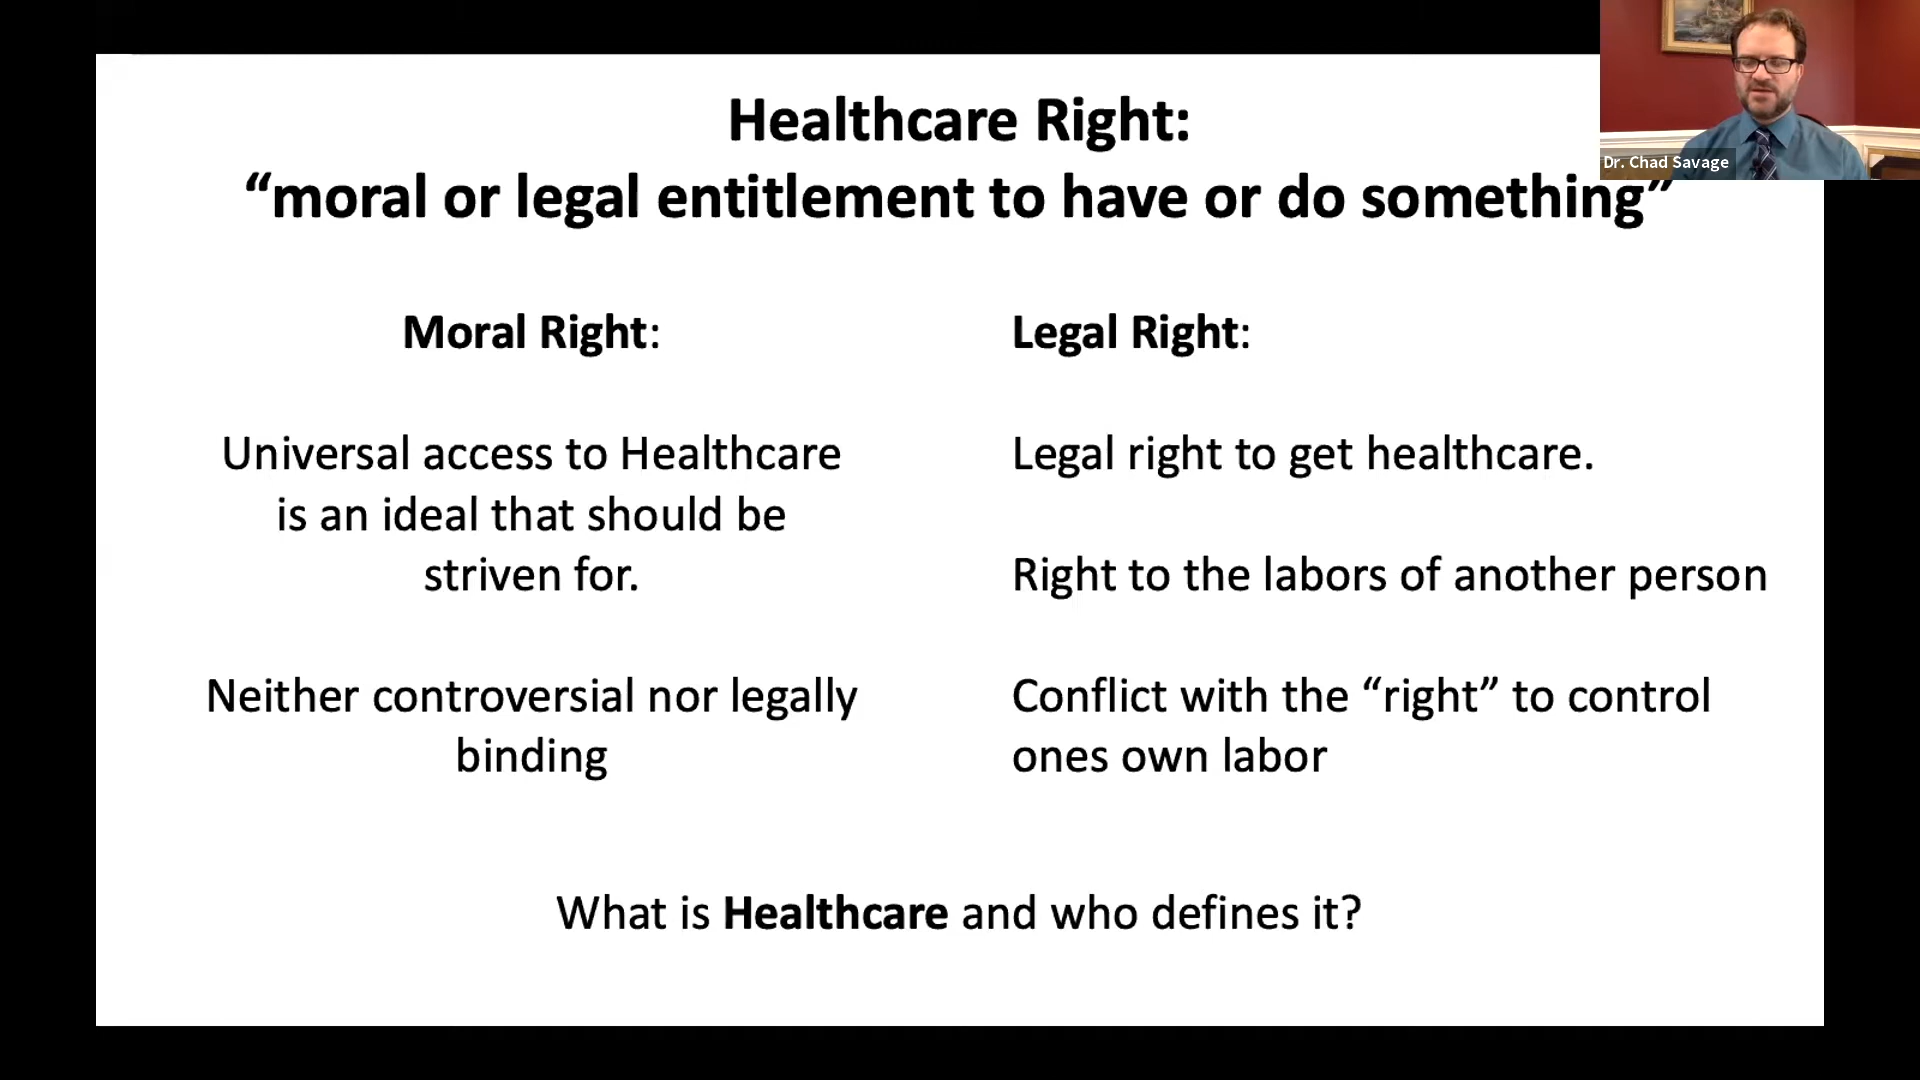 Healthcare Right:
“moral or legal entitlement to have or do something”
Dr. Chad Savage
Moral Right:
Universal access to Healthcare
is an ideal that should be
striven for.
Neither controversial nor legally
binding
Legal Right:
Legal right to get healthcare.
Right to the labors of another person
Conflict with the “right” to control
ones own labor
What is Healthcare and who defines it?